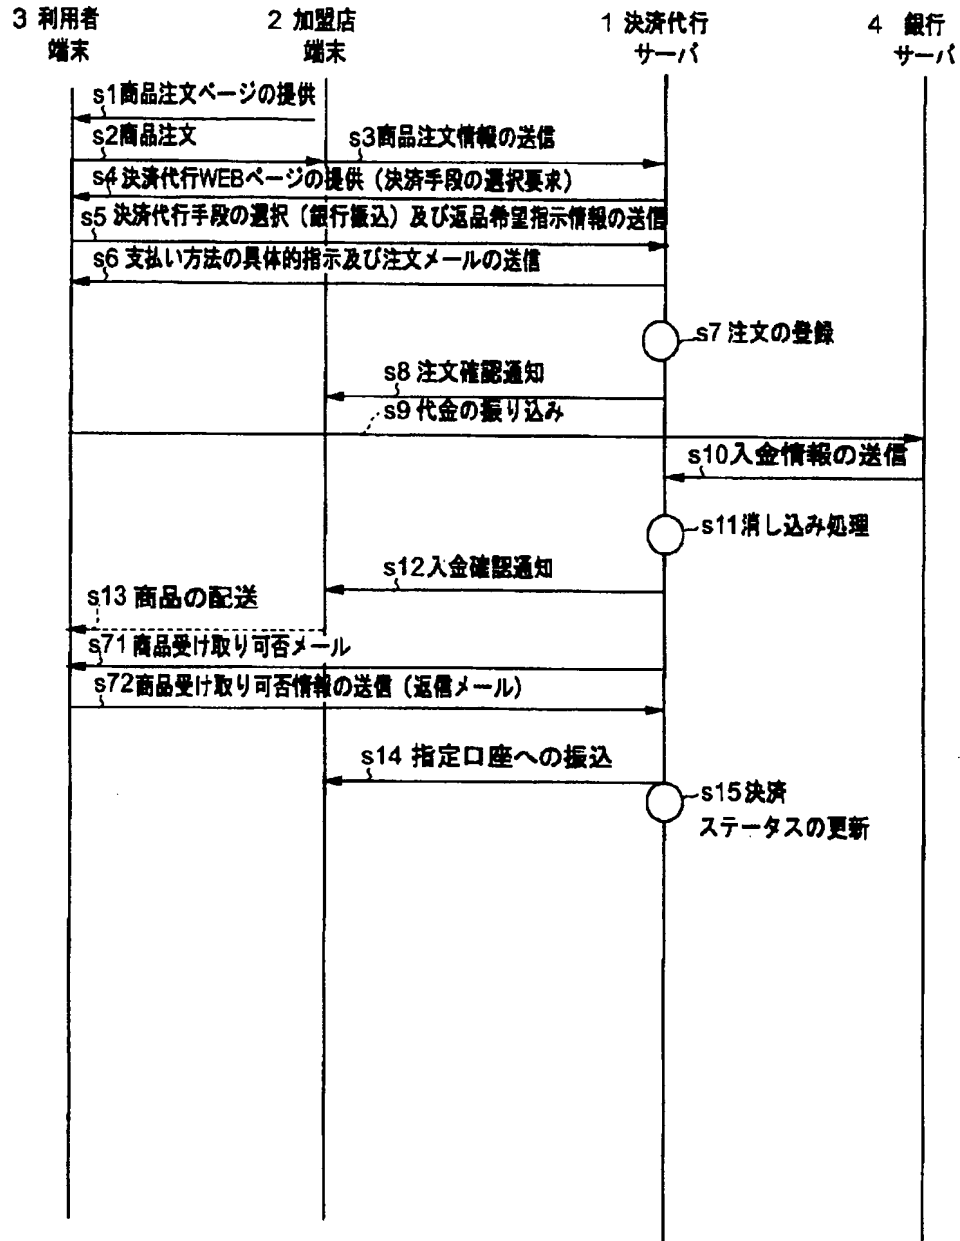 3 利用者
端末
2 加盟店
端末
1 決済代行
サーバ
4 銀行
サーバ
s1商品注文ページの提供
s2商品注文
s3商品注文情報の送信
s4 決済代行WEBページの提供（決済手段の選択要求）
s5 決済代行手段の選択（銀行振込）及び返品希望指示情報の送信
s6 支払い方法の具体的指示及び注文メールの送信
s7 注文の登録
s8 注文確認通知
s9 代金の振り込み
s10入金情報の送信
s11消し込み処理
s12入金確認通知
s13 商品の配送
s71 商品受け取り可否メール
s72商品受け取り可否情報の送信（返信メール）
s14 指定口座への振込
s15決済
ステータスの更新